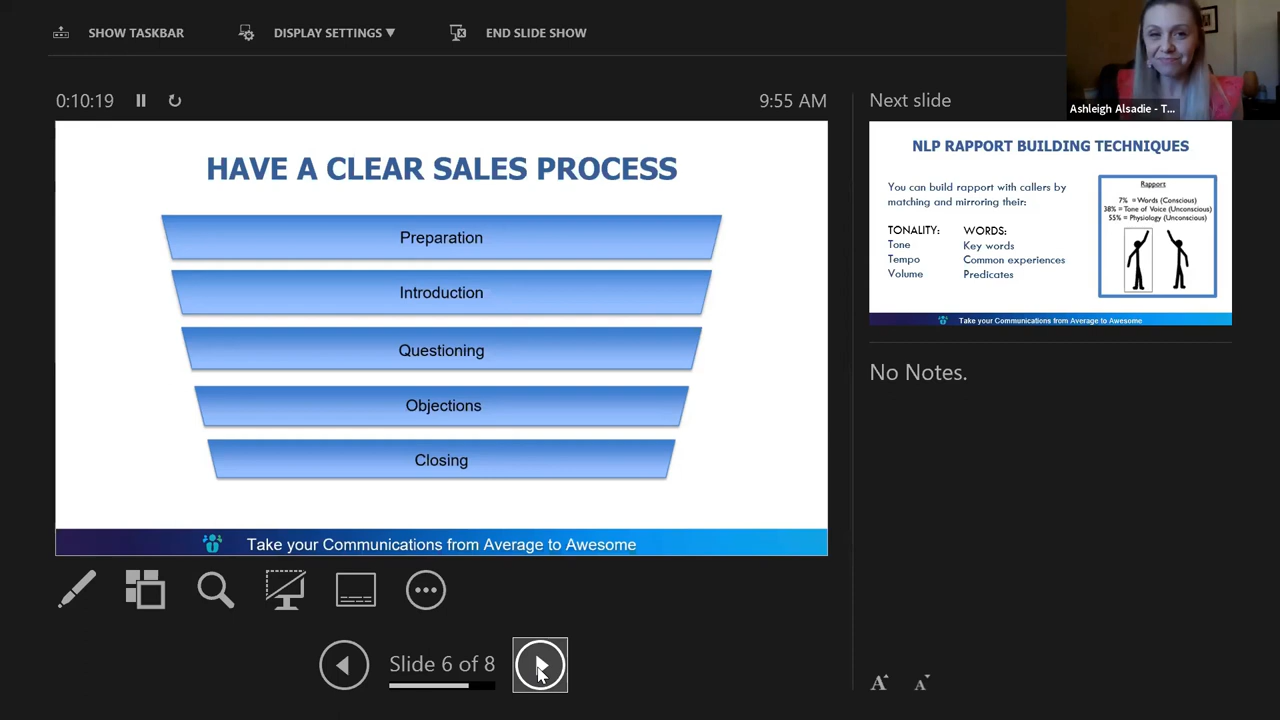 SHOW TASKBAR
DISPLAY SETTINGS ▼
END SLIDE SHOW
Ashleigh Alsadie - T...
0:10:19
9:55 AM
Next slide
HAVE A CLEAR SALES PROCESS
Preparation
Introduction
Questioning
Objections
Closing
Take your Communications from Average to Awesome
NLP RAPPORT BUILDING TECHNIQUES
You can build rapport with callers by
matching and mirroring their:
TONALITY:
Tone
Tempo
Volume
WORDS:
Key words
Common experiences
Predicates
Rapport
7% = Words (Conscious)
38% = Tone of Voice (Unconscious)
55% = Physiology (Unconscious)
Take your Communications from Average to Awesome
No Notes.
Slide 6 of 8
A A